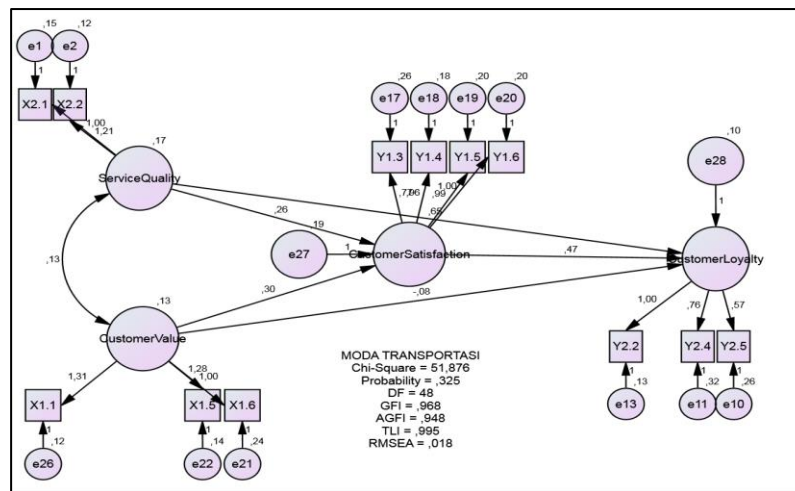 ,15 ,12
e1 e2
1 1
X2.1 X2.2
1,00
1,21
,17
ServiceQuality
,26 ,18 ,20 ,20
e17 e18 e19 e20
1 1 1 1
Y1.3 Y1.4 Y1.5 Y1.6
,96 ,99 1,00
,10
e28
1
,26
,19
,65
e27
1
CustomerSatisfaction
,47
CustomerLoyalty
,13
,30
-,08
,13
CustomerValue
1,00 ,76 ,57
Y2.2 Y2.4 Y2.5
1 1 1
,13 ,32 ,26
e13 e11 e10
1,31
1,28
1,00
X1.1 X1.5 X1.6
1 1 1
,12 ,14 ,24
e26 e22 e21
MODA TRANSPORTASI
Chi-Square = 51,876
Probability = ,325
DF = 48
GFI = ,968
AGFI = ,948
TLI = ,995
RMSEA = ,018